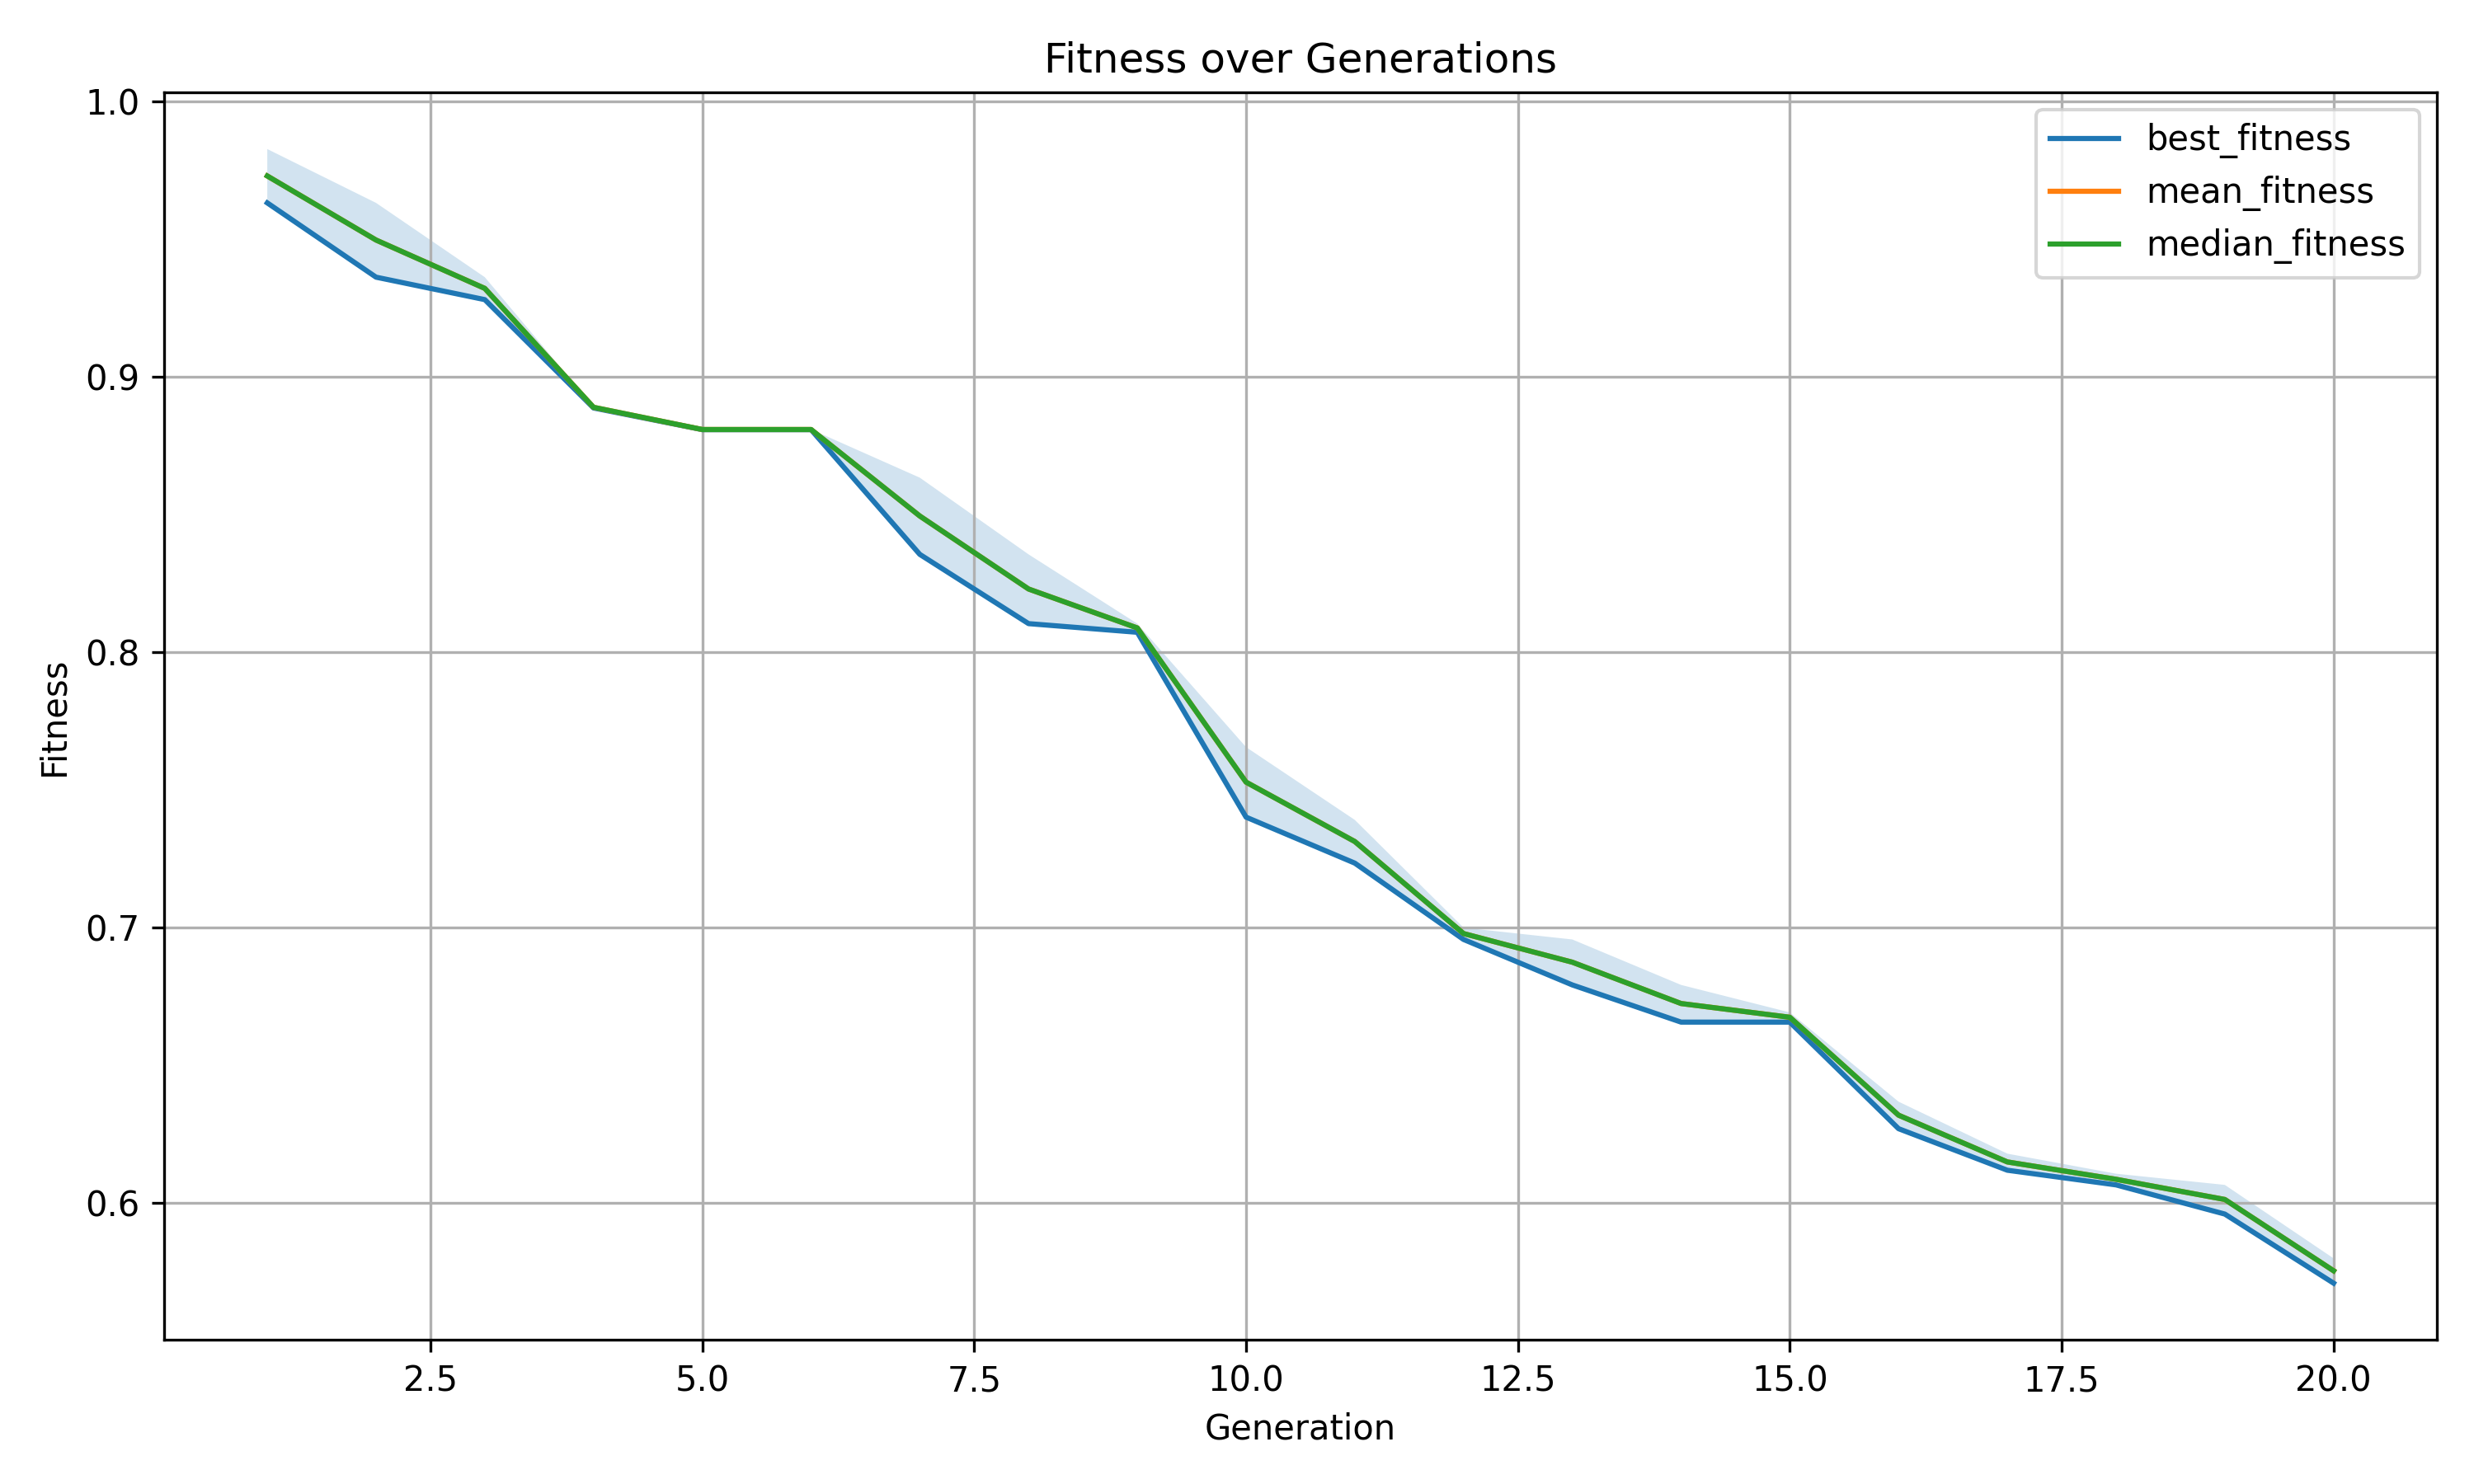 Fitness over Generations
best_fitness
mean_fitness
median_fitness
1.0
0.9
0.8
0.7
0.6
Fitness
2.5 5.0 7.5 10.0 12.5 15.0 17.5 20.0
Generation